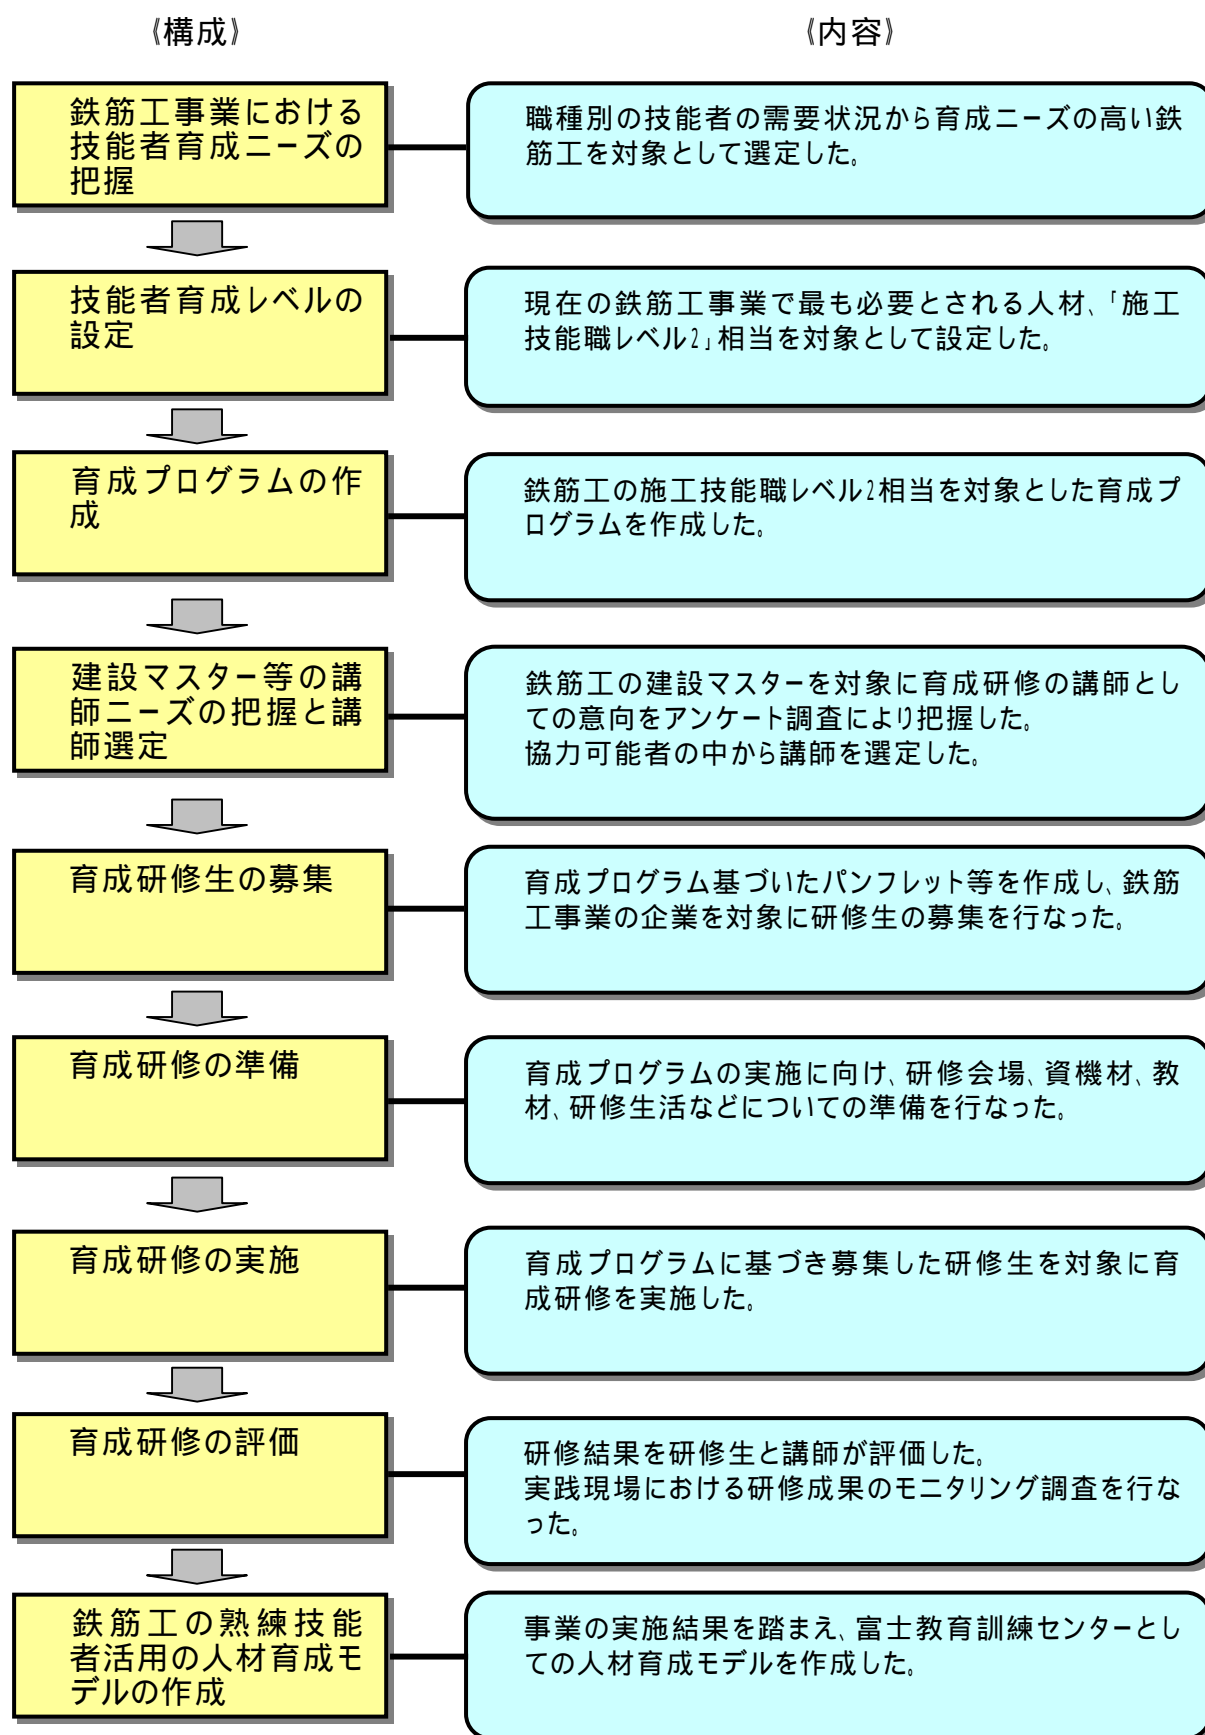 《構成》
《内容》
鉄筋工事業における
技能者育成ニーズの
把握
職種別の技能者の需要状況から育成ニーズの高い鉄
筋工を対象として選定した。
技能者育成レベルの
設定
現在の鉄筋工事業で最も必要とされる人材、「施工
技能職レベル2」相当を対象として設定した。
育成プログラムの作
成
鉄筋工の施工技能職レベル2相当を対象とした育成プ
ログラムを作成した。
建設マスター等の講
師ニーズの把握と講
師選定
鉄筋工の建設マスターを対象に育成研修の講師とし
ての意向をアンケート調査により把握した。
協力可能者の中から講師を選定した。
育成研修生の募集
育成プログラム基づいたパンフレット等を作成し、鉄筋
工事業の企業を対象に研修生の募集を行なった。
育成研修の準備
育成プログラムの実施に向け、研修会場、資機材、教
材、研修生活などについての準備を行なった。
育成研修の実施
育成プログラムに基づき募集した研修生を対象に育
成研修を実施した。
育成研修の評価
研修結果を研修生と講師が評価した。
実践現場における研修成果のモニタリング調査を行な
った。
鉄筋工の熟練技能
者活用の人材育成モ
デルの作成
事業の実施結果を踏まえ、富士教育訓練センターとし
ての人材育成モデルを作成した。